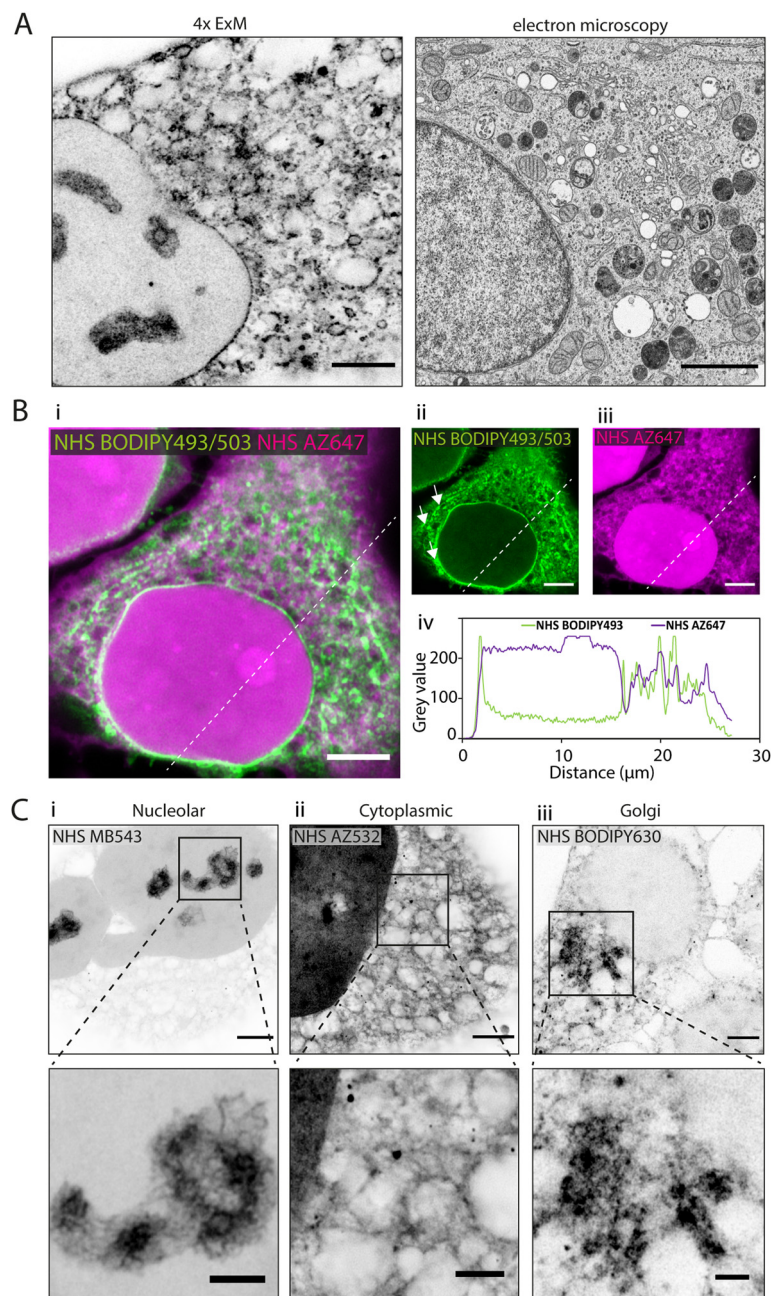 A
4x ExM
electron microscopy
B
i
NHS BODIPY493/503 NHS AZ647
ii
NHS BODIPY493/503
iii
NHS AZ647
iv
NHS BODIPY493
NHS AZ647
Grey value
200
100
0
0
10
20
30
Distance (µm)
C
i
Nucleolar
NHS MB543
ii
Cytoplasmic
NHS AZ532
iii
Golgi
NHS BODIPY630